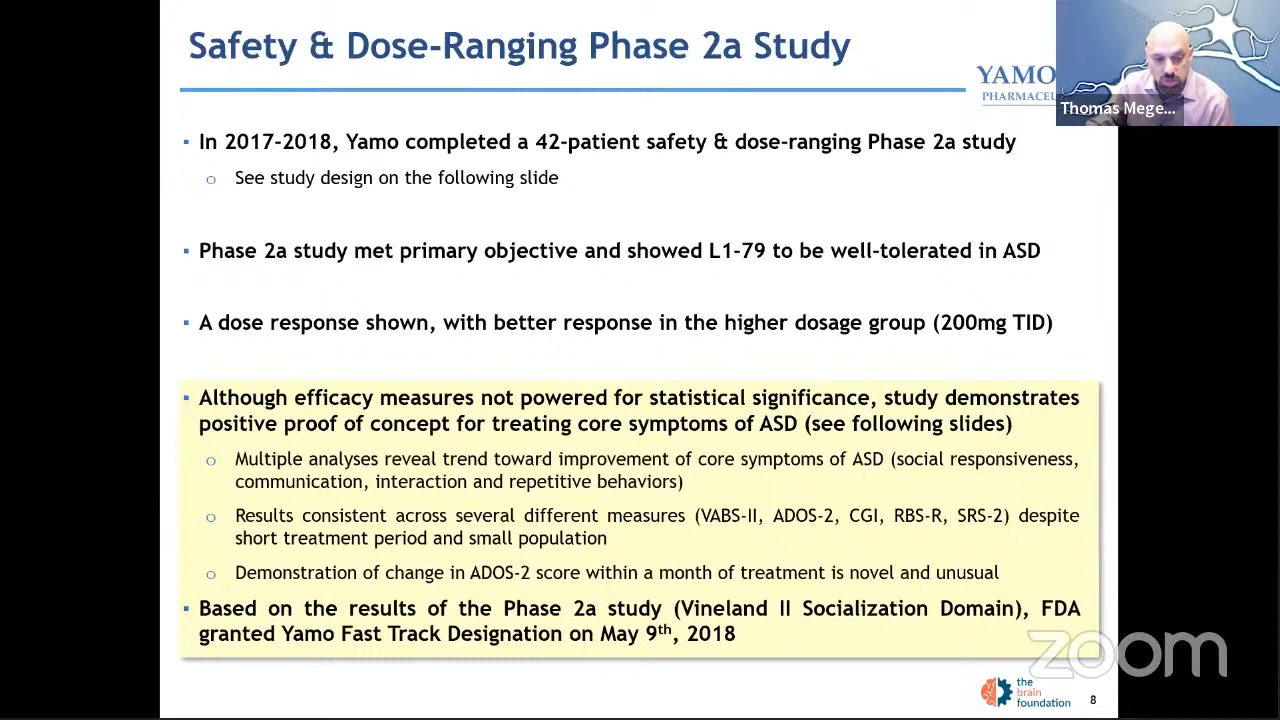 Safety & Dose-Ranging Phase 2a Study
YAMO
PHARMACEU
Thomas Mege...
▪ In 2017-2018, Yamo completed a 42-patient safety & dose-ranging Phase 2a study
o See study design on the following slide
▪ Phase 2a study met primary objective and showed L1-79 to be well-tolerated in ASD
▪ A dose response shown, with better response in the higher dosage group (200mg TID)
▪ Although efficacy measures not powered for statistical significance, study demonstrates
positive proof of concept for treating core symptoms of ASD (see following slides)
o Multiple analyses reveal trend toward improvement of core symptoms of ASD (social responsiveness,
communication, interaction and repetitive behaviors)
o Results consistent across several different measures (VABS-II, ADOS-2, CGI, RBS-R, SRS-2) despite
short treatment period and small population
o Demonstration of change in ADOS-2 score within a month of treatment is novel and unusual
▪ Based on the results of the Phase 2a study (Vineland II Socialization Domain), FDA
granted Yamo Fast Track Designation on May 9th, 2018
zoom
the
brain
foundation
8